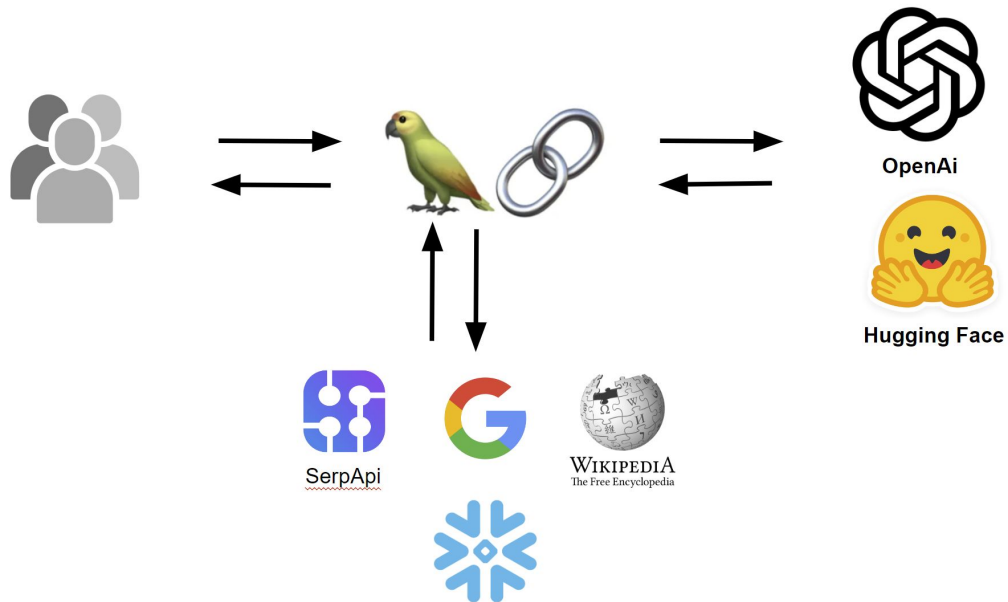 OpenAi
Hugging Face
SerpApi
WIKIPEDIA
The Free Encyclopedia